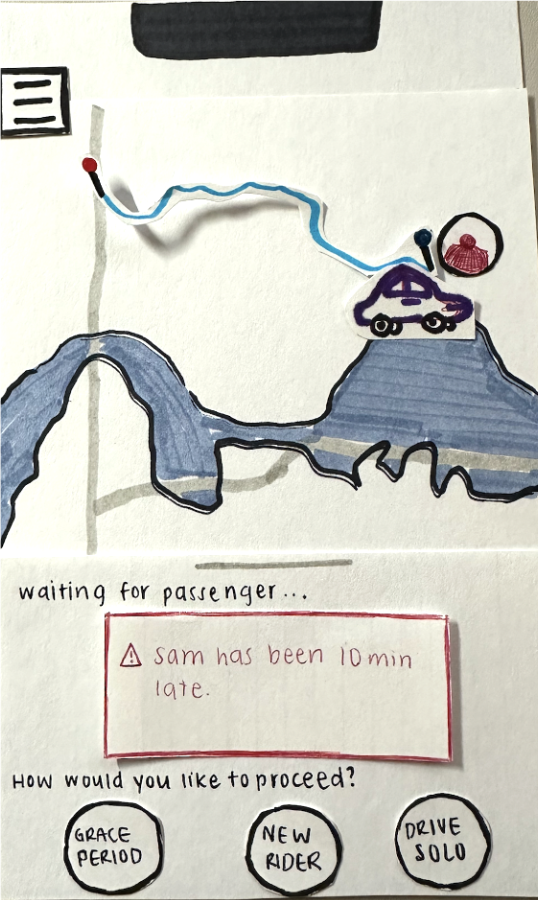 waiting for passenger...
⚠ sam has been 10 min
late.
How would you like to proceed?
GRACE
PERIOD
NEW
RIDER
DRIVE
SOLO